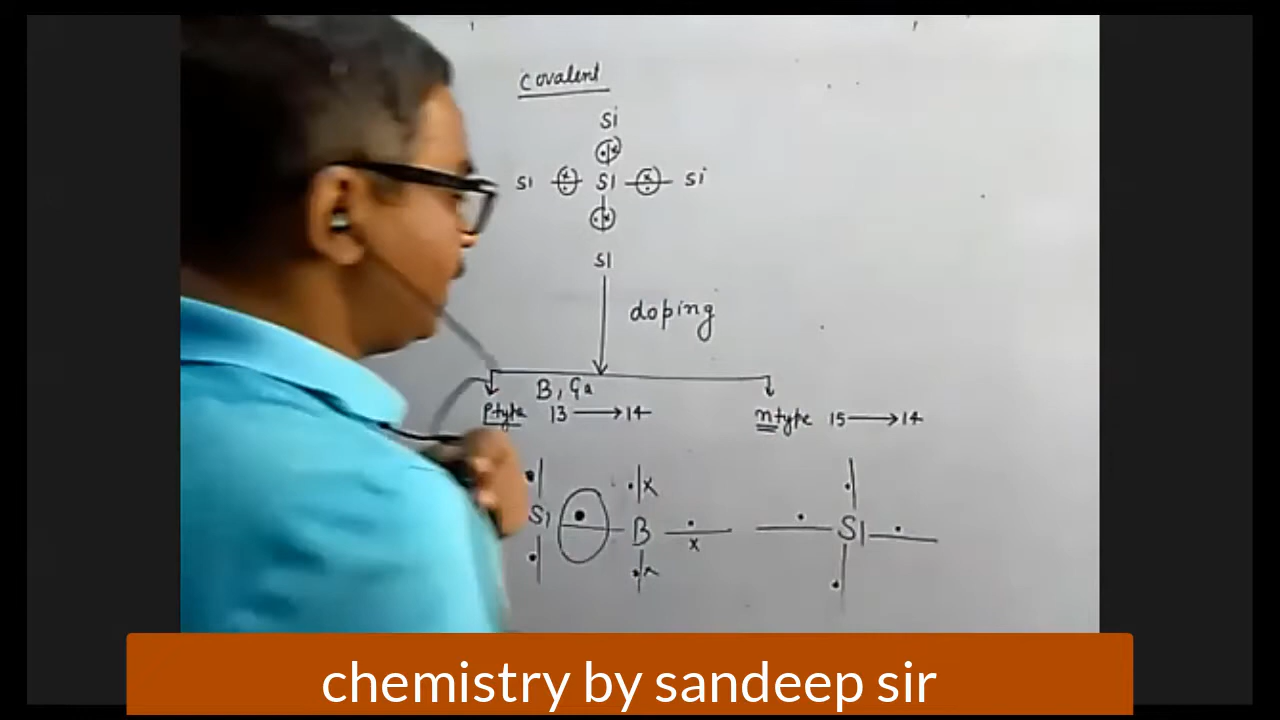 Covalent
Si
Si Si Si
Si
doping
B, Ga
P-type 13 → 14 n type 15 → 14
Si B Si
chemistry by sandeep sir